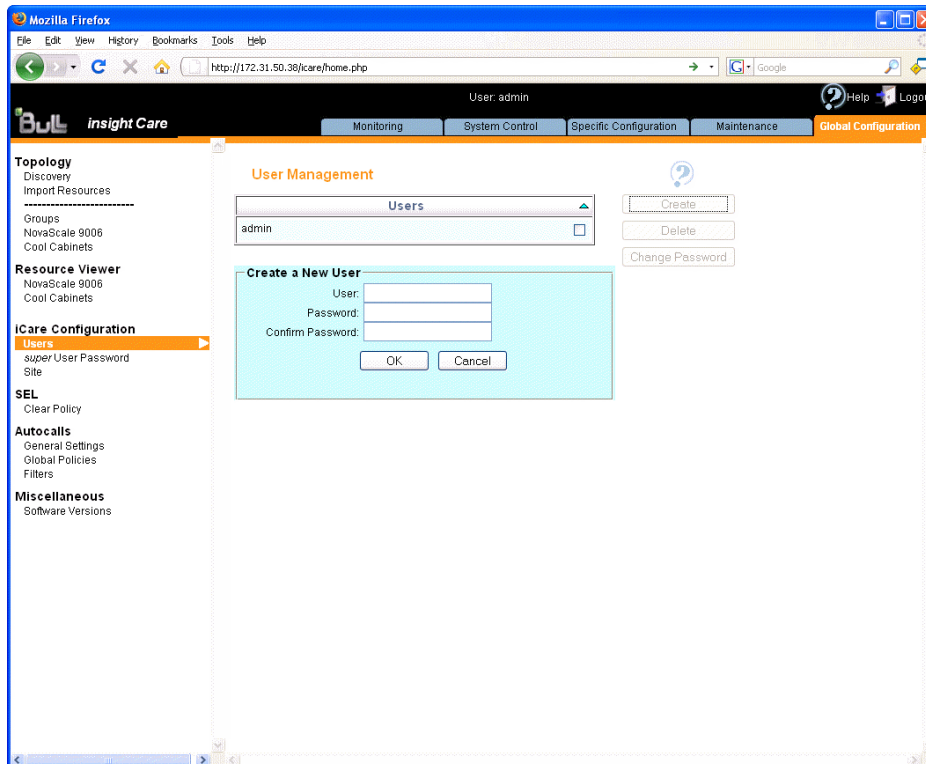 Mozilla Firefox
File Edit View History Bookmarks Tools Help
http://172.31.50.38/icare/home.php
G Google
User: admin
Help Logou
Bull insight Care
Monitoring System Control Specific Configuration Maintenance Global Configuration
Topology
Discovery
Import Resources
-------------------------
Groups
NovaScale 9006
Cool Cabinets
Resource Viewer
NovaScale 9006
Cool Cabinets
iCare Configuration
Users
super User Password
Site
SEL
Clear Policy
Autocalls
General Settings
Global Policies
Filters
Miscellaneous
Software Versions
User Management
Users
admin
Create
Delete
Change Password
Create a New User
User:
Password:
Confirm Password:
OK Cancel